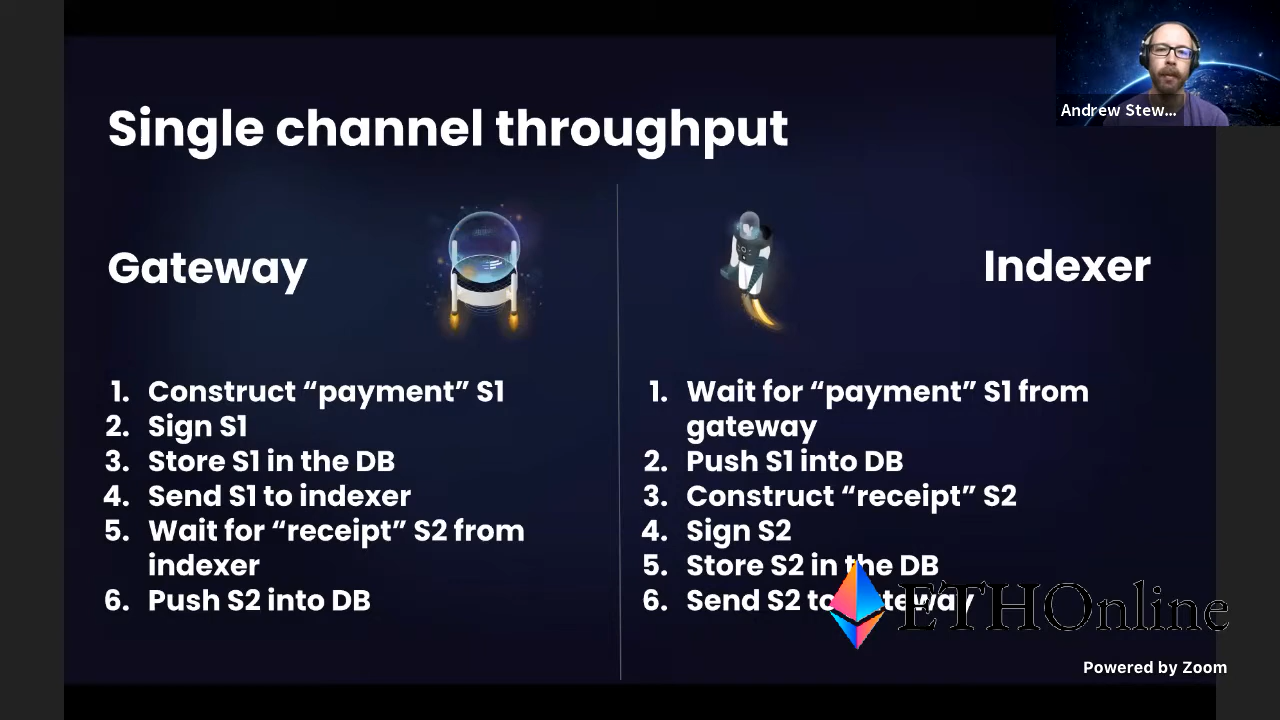 Single channel throughput
Andrew Stew...
Gateway
Indexer
1. Construct “payment” S1
2. Sign S1
3. Store S1 in the DB
4. Send S1 to indexer
5. Wait for “receipt” S2 from
indexer
6. Push S2 into DB
1. Wait for “payment” S1 from
gateway
2. Push S1 into DB
3. Construct “receipt” S2
4. Sign S2
5. Store S2 in the DB
6. Send S2 to gateway
ETHOnline
Powered by Zoom